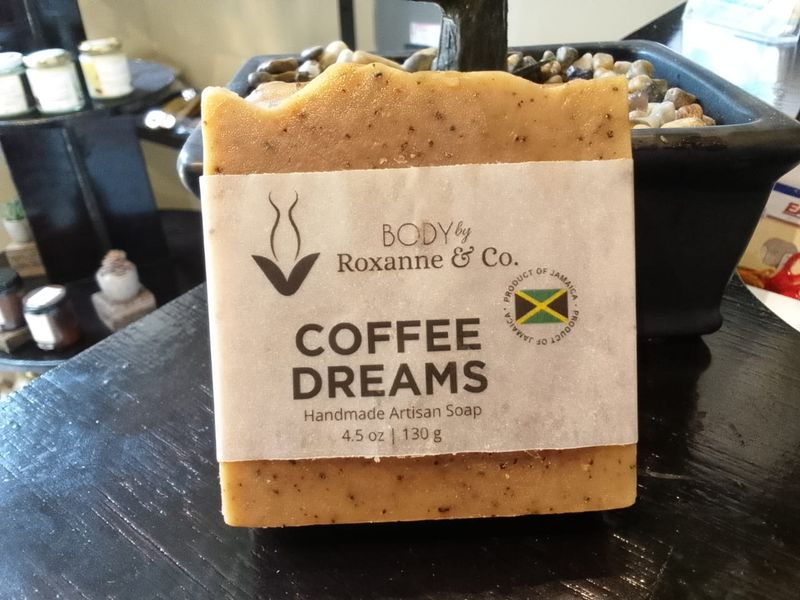 BODY by
Roxanne & Co.
PRODUCT OF JAMAICA · PRODUCT OF JAMAICA ·
COFFEE
DREAMS
Handmade Artisan Soap
4.5 oz | 130 g